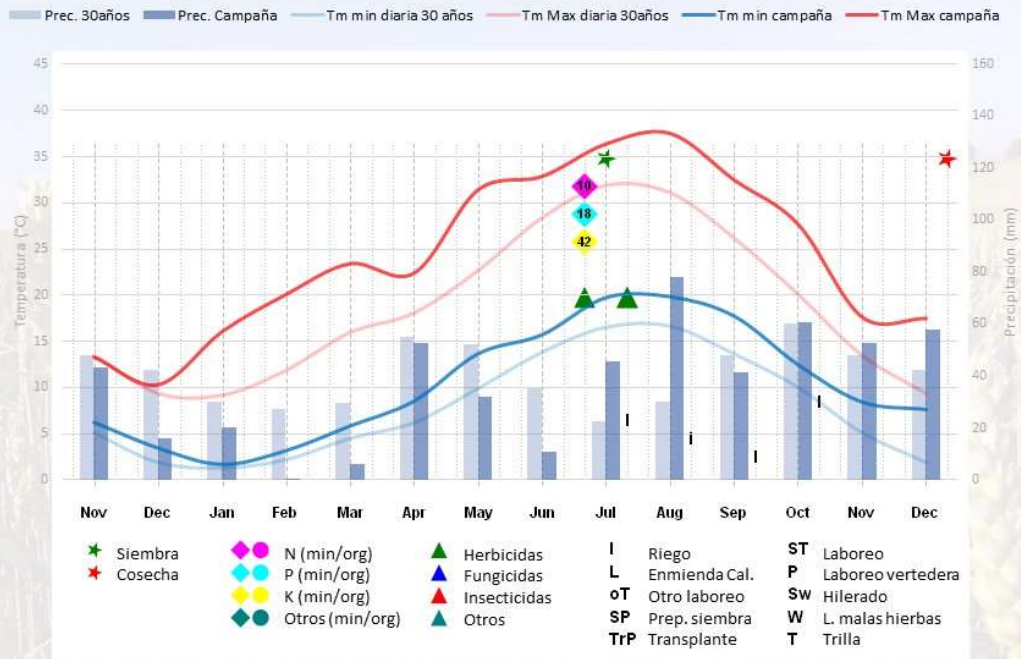 Prec. 30años Prec. Campaña Tm min diaria 30 años Tm Max diaria 30años Tm min campaña Tm Max campaña
45 160
40 140
35 120
30 100
25 80
20 60
15 40
10 20
5 0
0
Temperatura (°C)
Precipitación (mm)
10
18
42
I
i
I
I
Nov Dec Jan Feb Mar Apr May Jun Jul Aug Sep Oct Nov Dec
Siembra
Cosecha
N (min/org)
P (min/org)
K (min/org)
Otros (min/org)
Herbicidas
Fungicidas
Insecticidas
Otros
I Riego
L Enmienda Cal.
oT Otro laboreo
SP Prep. siembra
TrP Transplante
ST Laboreo
P Laboreo vertedera
Sw Hilerado
W L. malas hierbas
T Trilla